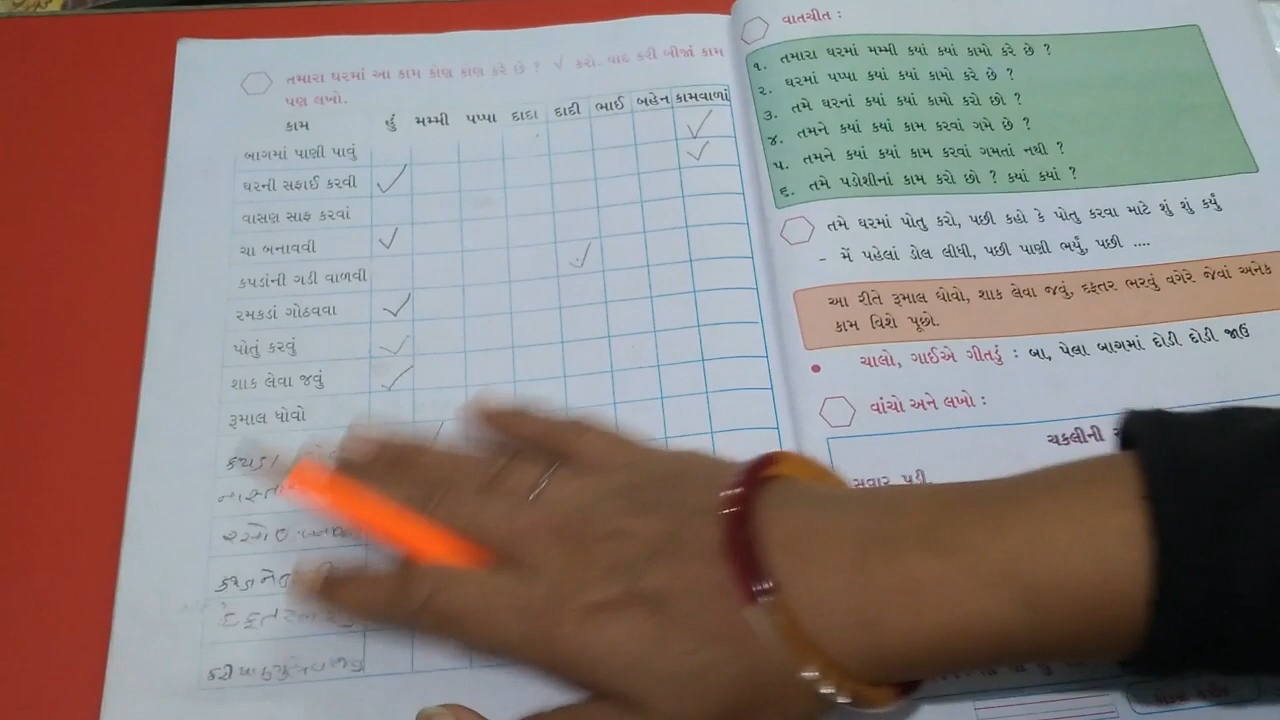 તમારા ઘરમાં આ કામ કોણ કોણ કરે છે ? √ કરો. યાદ કરી બીજાં કામ
પણ લખો.
કામ હું મમ્મી પપ્પા દાદા દાદી ભાઈ બહેન કામવાળાં
બાગમાં પાણી પાવું
ઘરની સફાઈ કરવી
વાસણ સાફ કરવાં
ચા બનાવવી
કપડાંની ગડી વાળવી
રમકડાં ગોઠવવા
પોતું કરવું
શાક લેવા જવું
રૂમાલ ધોવો
વાતચીત :
૧. તમારા ઘરમાં મમ્મી કયાં કયાં કામો કરે છે ?
૨. ઘરમાં પપ્પા કયાં કયાં કામો કરે છે ?
૩. તમે ઘરનાં કયાં કયાં કામો કરો છો ?
૪. તમને કયાં કયાં કામ કરવાં ગમે છે ?
૫. તમને કયાં કયાં કામ કરવાં ગમતાં નથી ?
૬. તમે પડોશીનાં કામ કરો છો ? કયાં કયાં ?
તમે ઘરમાં પોતુ કરો, પછી કહો કે પોતુ કરવા માટે શું શું કર્યું
- મેં પહેલાં ડોલ લીધી, પછી પાણી ભર્યું, પછી ....
આ રીતે રૂમાલ ધોવો, શાક લેવા જવું, દફતર ભરવું વગેરે જેવાં અનેક
કામ વિશે પૂછો.
• ચાલો, ગાઈએ ગીતડું : બા, પેલા બાગમાં દોડી દોડી જાઉં
વાંચો અને લખો :
ચકલીની
સવાર પડી.